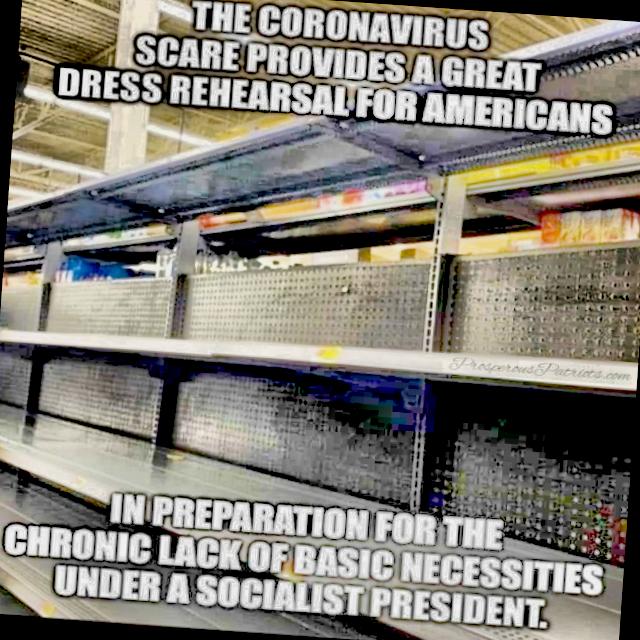 THE CORONAVIRUS
SCARE PROVIDES A GREAT
DRESS REHEARSAL FOR AMERICANS
ProsperousPatriots.com
IN PREPARATION FOR THE
CHRONIC LACK OF BASIC NECESSITIES
UNDER A SOCIALIST PRESIDENT.